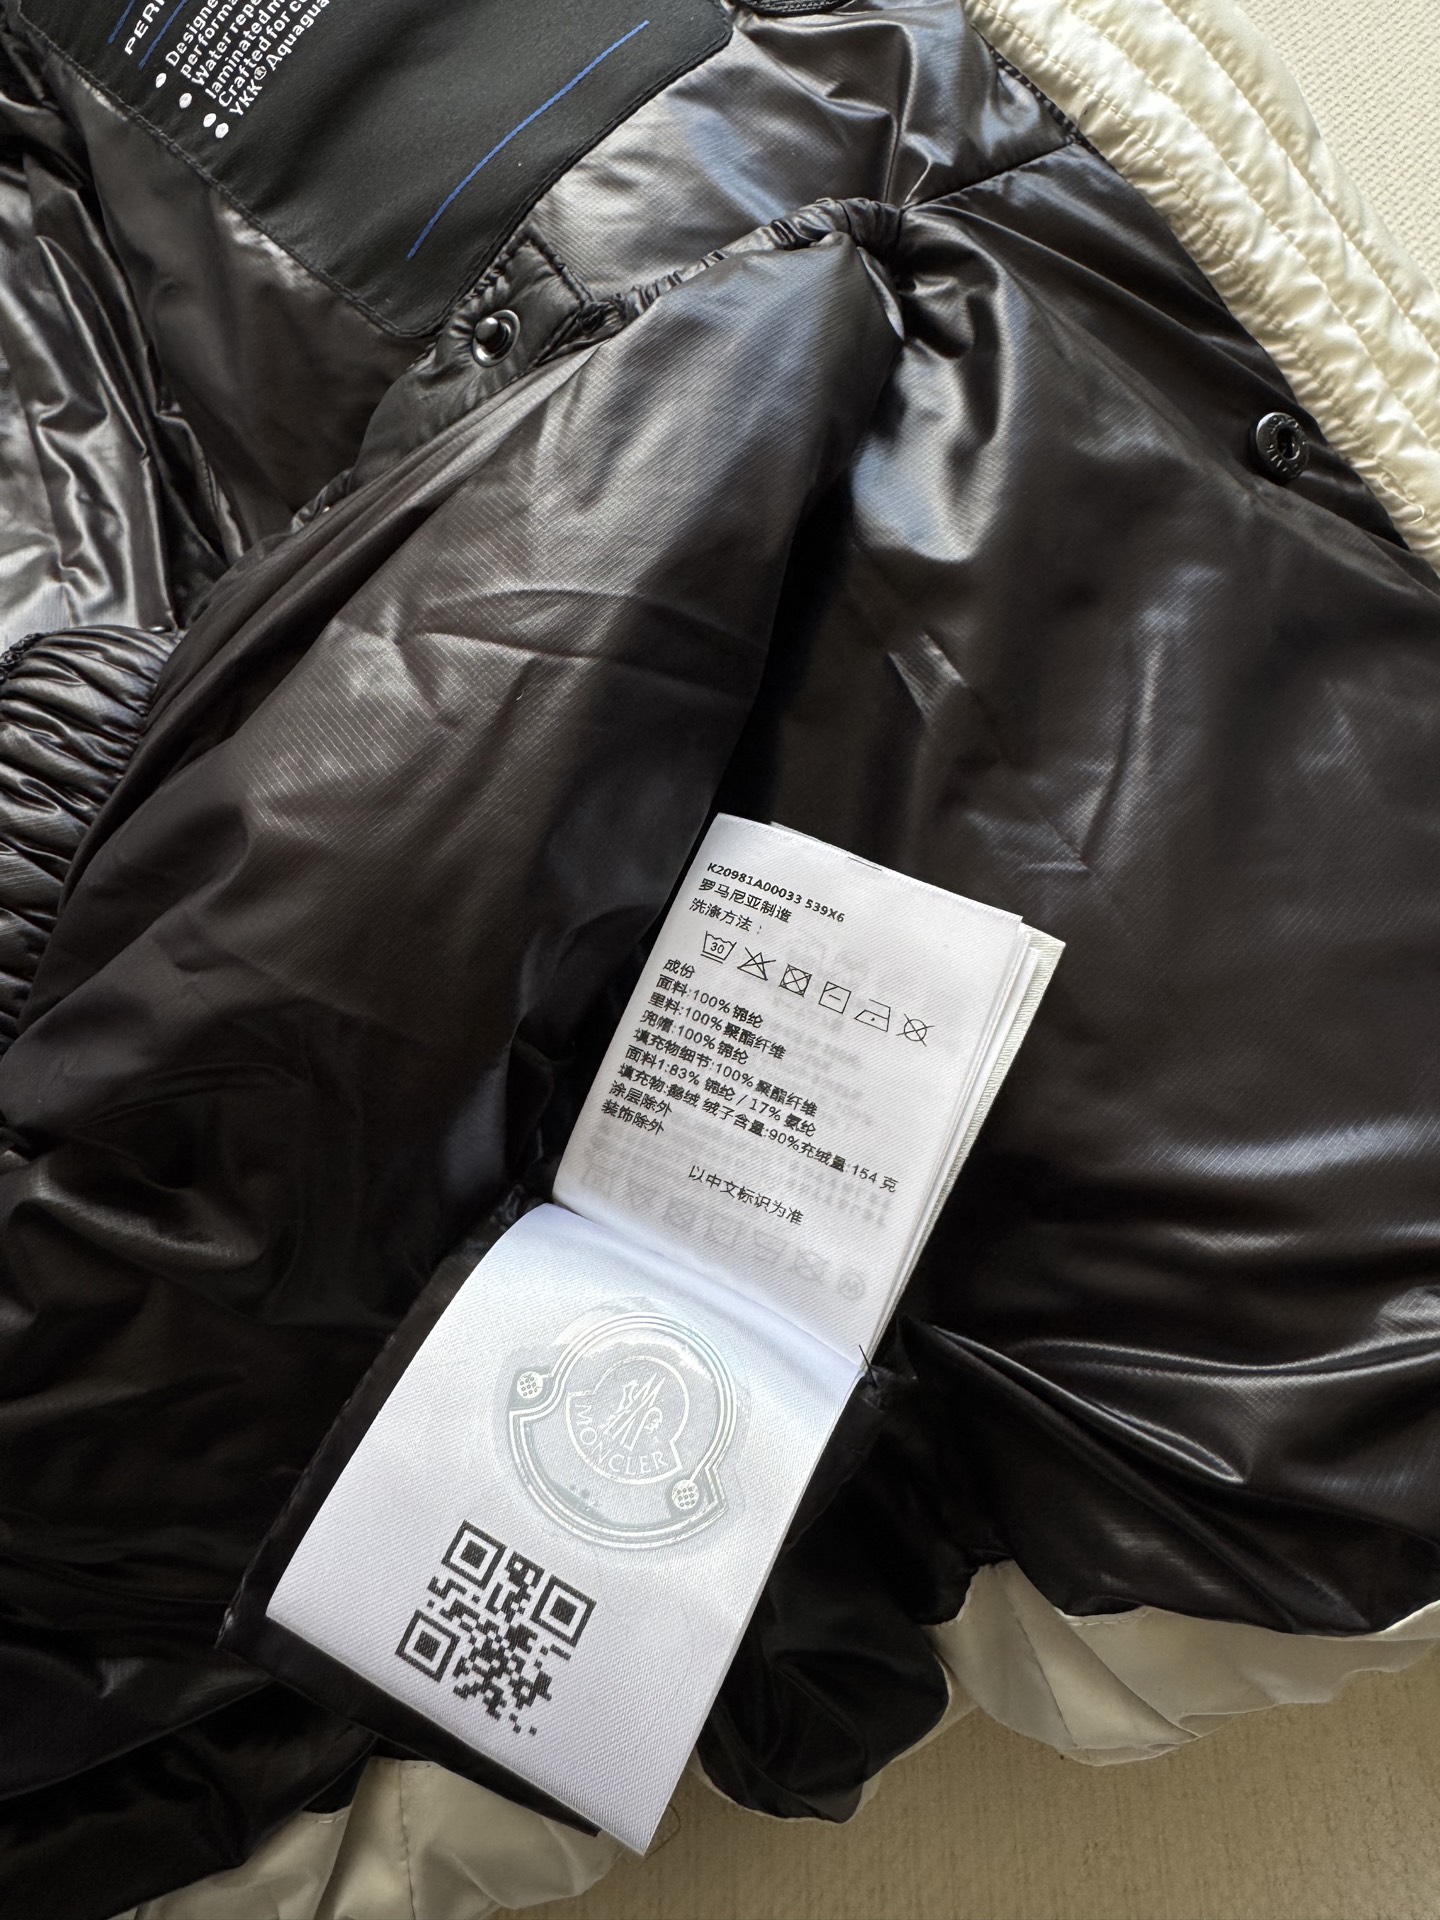 PER
Designe
performa
Water repe
laminated m
Crafted for co
YKK® Aquagua
K20981A00033 539X6
罗马尼亚制造
洗涤方法：
30
成份
面料:100%锦纶
里料:100%聚酯纤维
兜帽:100%锦纶
填充物细节:100%聚酯纤维
面料1:83% 锦纶 / 17% 氨纶
填充物:鹅绒 绒子含量:90%充绒量:154 克
涂层除外
装饰除外
以中文标识为准
MONCLER